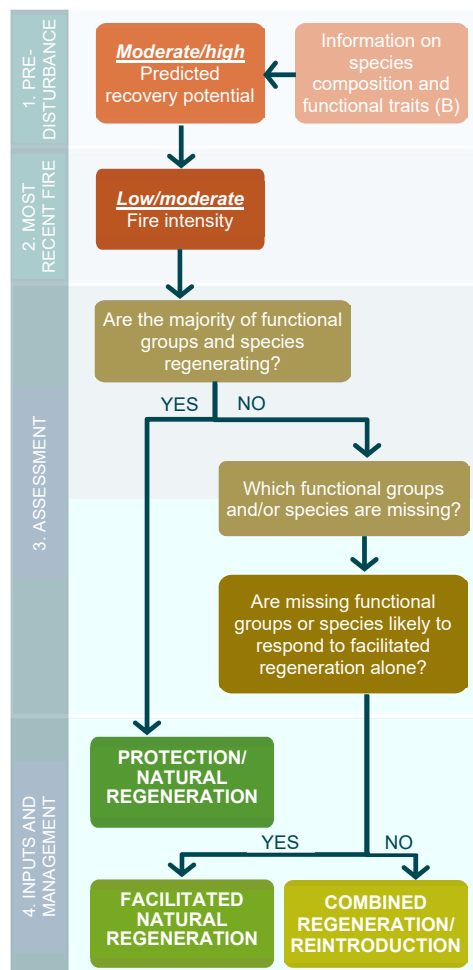 1. PRE-
DISTURBANCE
Moderate/high
Predicted
recovery potential
Information on
species
composition and
functional traits (B)
2. MOST
RECENT FIRE
Low/moderate
Fire intensity
3. ASSESSMENT
Are the majority of functional
groups and species
regenerating?
YES
NO
Which functional groups
and/or species are missing?
Are missing functional
groups or species likely to
respond to facilitated
regeneration alone?
4. INPUTS AND
MANAGEMENT
PROTECTION/
NATURAL
REGENERATION
YES
NO
FACILITATED
NATURAL
REGENERATION
COMBINED
REGENERATION/
REINTRODUCTION